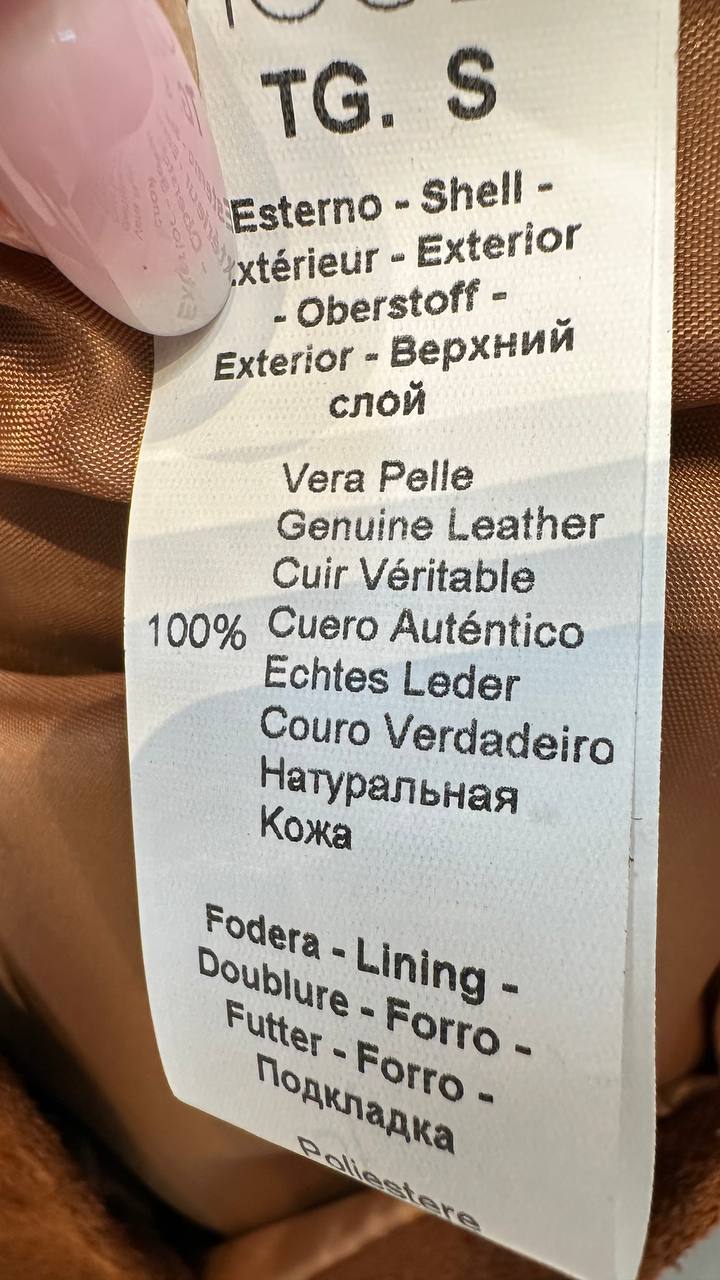 TG. S
Esterno - Shell -
xtérieur - Exterior
- Oberstoff -
Exterior - Верхний
слой
Vera Pelle
Genuine Leather
Cuir Véritable
100% Cuero Auténtico
Echtes Leder
Couro Verdadeiro
Натуральная
Кожа
Fodera - Lining -
Doublure - Forro -
Futter - Forro -
Подкладка
Poliestere